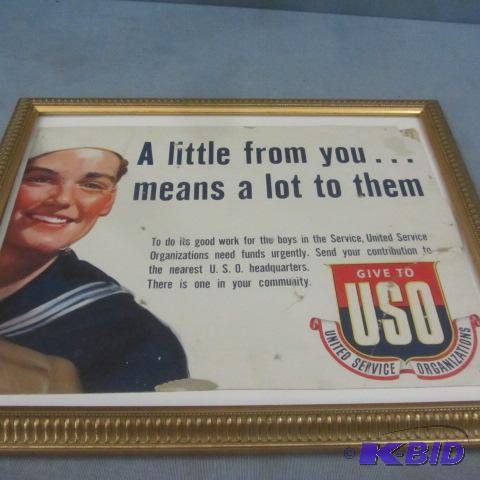 A little from you...
means a lot to them
To do its good work for the boys in the Service, United Service
Organizations need funds urgently. Send your contribution to
the nearest U. S. O. headquarters.
There is one in your community.
GIVE TO
USO
UNITED SERVICE ORGANIZATIONS
© K-BID